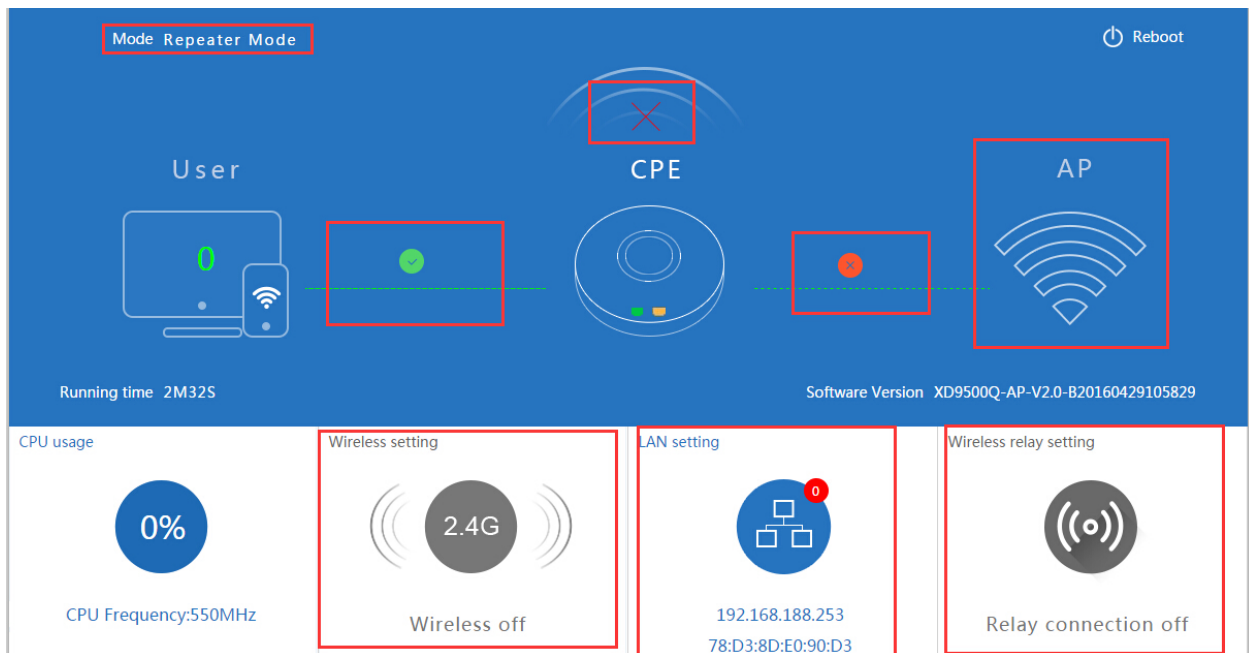 Mode Repeater Mode
Reboot
User
CPE
AP
0
Running time 2M32S
Software Version XD9500Q-AP-V2.0-B20160429105829
CPU usage
Wireless setting
LAN setting
Wireless relay setting
0%
2.4G
0
CPU Frequency:550MHz
Wireless off
192.168.188.253
78:D3:8D:E0:90:D3
Relay connection off